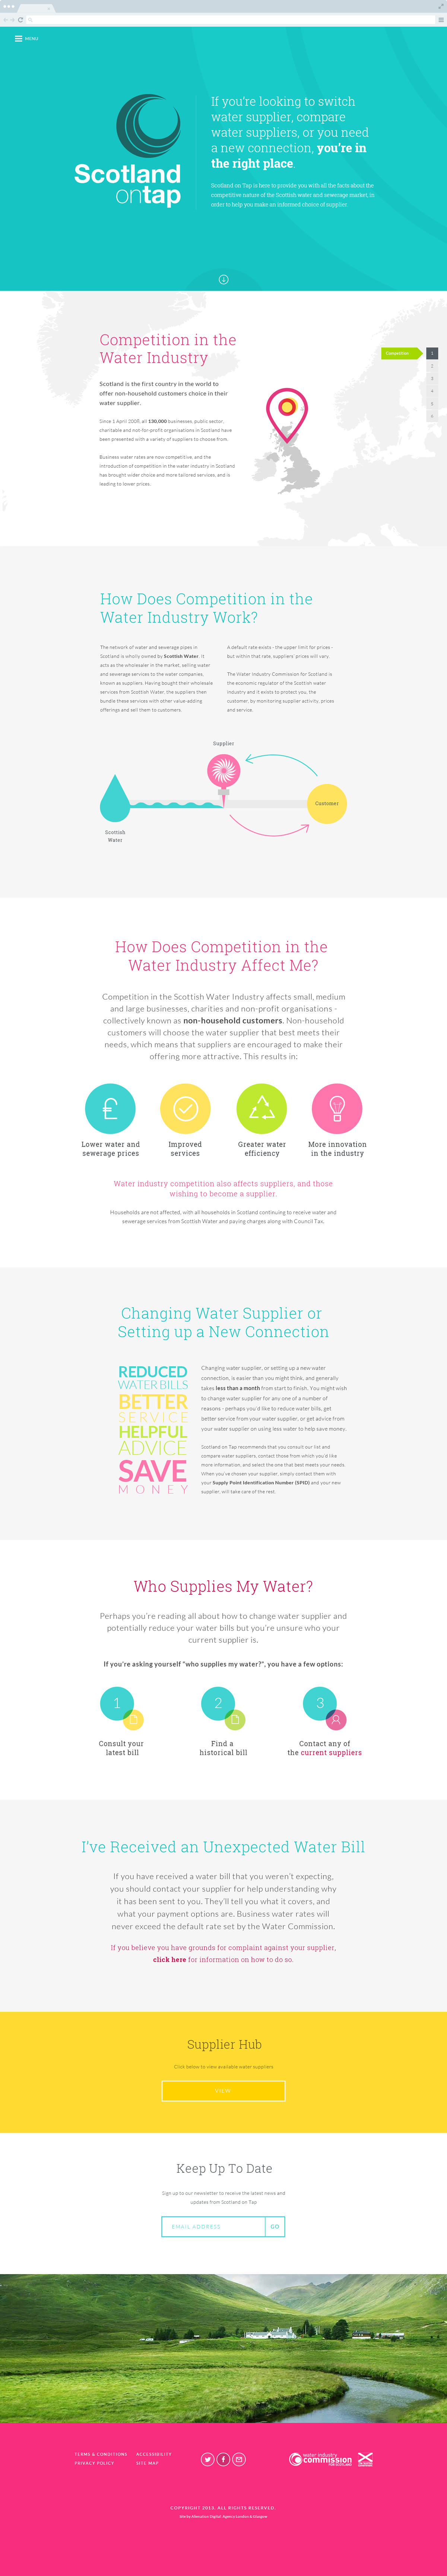 MENU
Scotland
ontap
If you're looking to switch
water supplier, compare
water suppliers, or you need
a new connection, you're in
the right place.
Scotland on Tap is here to provide you with all the facts about the
competitive nature of the Scottish water and sewerage market, in
order to help you make an informed choice of supplier.
Competition in the
Water Industry
Scotland is the first country in the world to
offer non-household customers choice in their
water supplier.
Since 1 April 2008, all 130,000 businesses, public sector,
charitable and not-for-profit organisations in Scotland have
been presented with a variety of suppliers to choose from.
Business water rates are now competitive, and the
introduction of competition in the water industry in Scotland
has brought wider choice and more tailored services, and is
leading to lower prices.
Competition
1
2
3
4
5
6
How Does Competition in the
Water Industry Work?
The network of water and sewerage pipes in
Scotland is wholly owned by Scottish Water. It
acts as the wholesaler in the market, selling water
and sewerage services to the water companies,
known as suppliers. Having bought their wholesale
services from Scottish Water, the suppliers then
bundle these services with other value-adding
offerings and sell them to customers.
A default rate exists - the upper limit for prices -
but within that rate, suppliers' prices will vary.
The Water Industry Commission for Scotland is
the economic regulator of the Scottish water
industry and it exists to protect you, the
customer, by monitoring supplier activity, prices
and service.
Supplier
Customer
Scottish
Water
How Does Competition in the
Water Industry Affect Me?
Competition in the Scottish Water Industry affects small, medium
and large businesses, charities and non-profit organisations -
collectively known as non-household customers. Non-household
customers will choose the water supplier that best meets their
needs, which means that suppliers are encouraged to make their
offering more attractive. This results in:
£
Lower water and
sewerage prices
Improved
services
Greater water
efficiency
More innovation
in the industry
Water industry competition also affects suppliers, and those
wishing to become a supplier.
Households are not affected, with all households in Scotland continuing to receive water and
sewerage services from Scottish Water and paying charges along with Council Tax.
Changing Water Supplier or
Setting up a New Connection
REDUCED
WATER BILLS
BETTER
SERVICE
HELPFUL
ADVICE
SAVE
MONEY
Changing water supplier, or setting up a new water
connection, is easier than you might think, and generally
takes less than a month from start to finish. You might wish
to change water supplier for any one of a number of
reasons - perhaps you'd like to reduce water bills, get
better service from your water supplier, or get advice from
your water supplier on using less water to help save money.
Scotland on Tap recommends that you consult our list and
compare water suppliers, contact those from which you'd like
more information, and select the one that best meets your needs.
When you've chosen your supplier, simply contact them with
your Supply Point Identification Number (SPID) and your new
supplier, will take care of the rest.
Who Supplies My Water?
Perhaps you're reading all about how to change water supplier and
potentially reduce your water bills but you're unsure who your
current supplier is.
If you're asking yourself "who supplies my water?", you have a few options:
1
2
3
Consult your
latest bill
Find a
historical bill
Contact any of
the current suppliers
I've Received an Unexpected Water Bill
If you have received a water bill that you weren't expecting,
you should contact your supplier for help understanding why
it has been sent to you. They'll tell you what it covers, and
what your payment options are. Business water rates will
never exceed the default rate set by the Water Commission.
If you believe you have grounds for complaint against your supplier,
click here for information on how to do so.
Supplier Hub
Click below to view available water suppliers
VIEW
Keep Up To Date
Sign up to our newsletter to receive the latest news and
updates from Scotland on Tap
EMAIL ADDRESS
GO
TERMS & CONDITIONS
ACCESSIBILITY
PRIVACY POLICY
SITE MAP
water industry
commission
FOR SCOTLAND
COPYRIGHT 2013. ALL RIGHTS RESERVED.